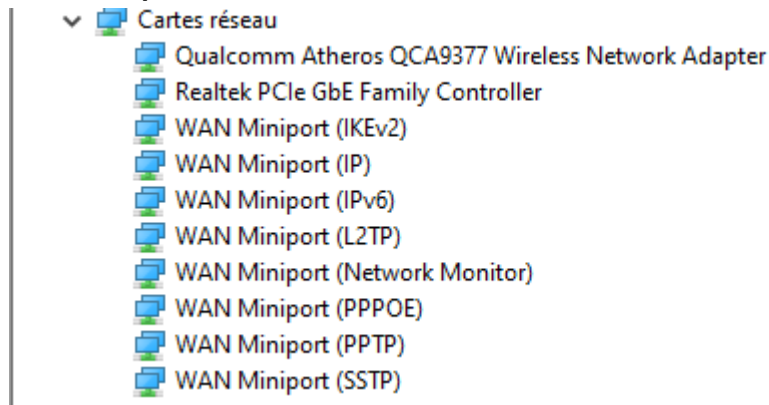 Cartes réseau
Qualcomm Atheros QCA9377 Wireless Network Adapter
Realtek PCIe GbE Family Controller
WAN Miniport (IKEv2)
WAN Miniport (IP)
WAN Miniport (IPv6)
WAN Miniport (L2TP)
WAN Miniport (Network Monitor)
WAN Miniport (PPPOE)
WAN Miniport (PPTP)
WAN Miniport (SSTP)